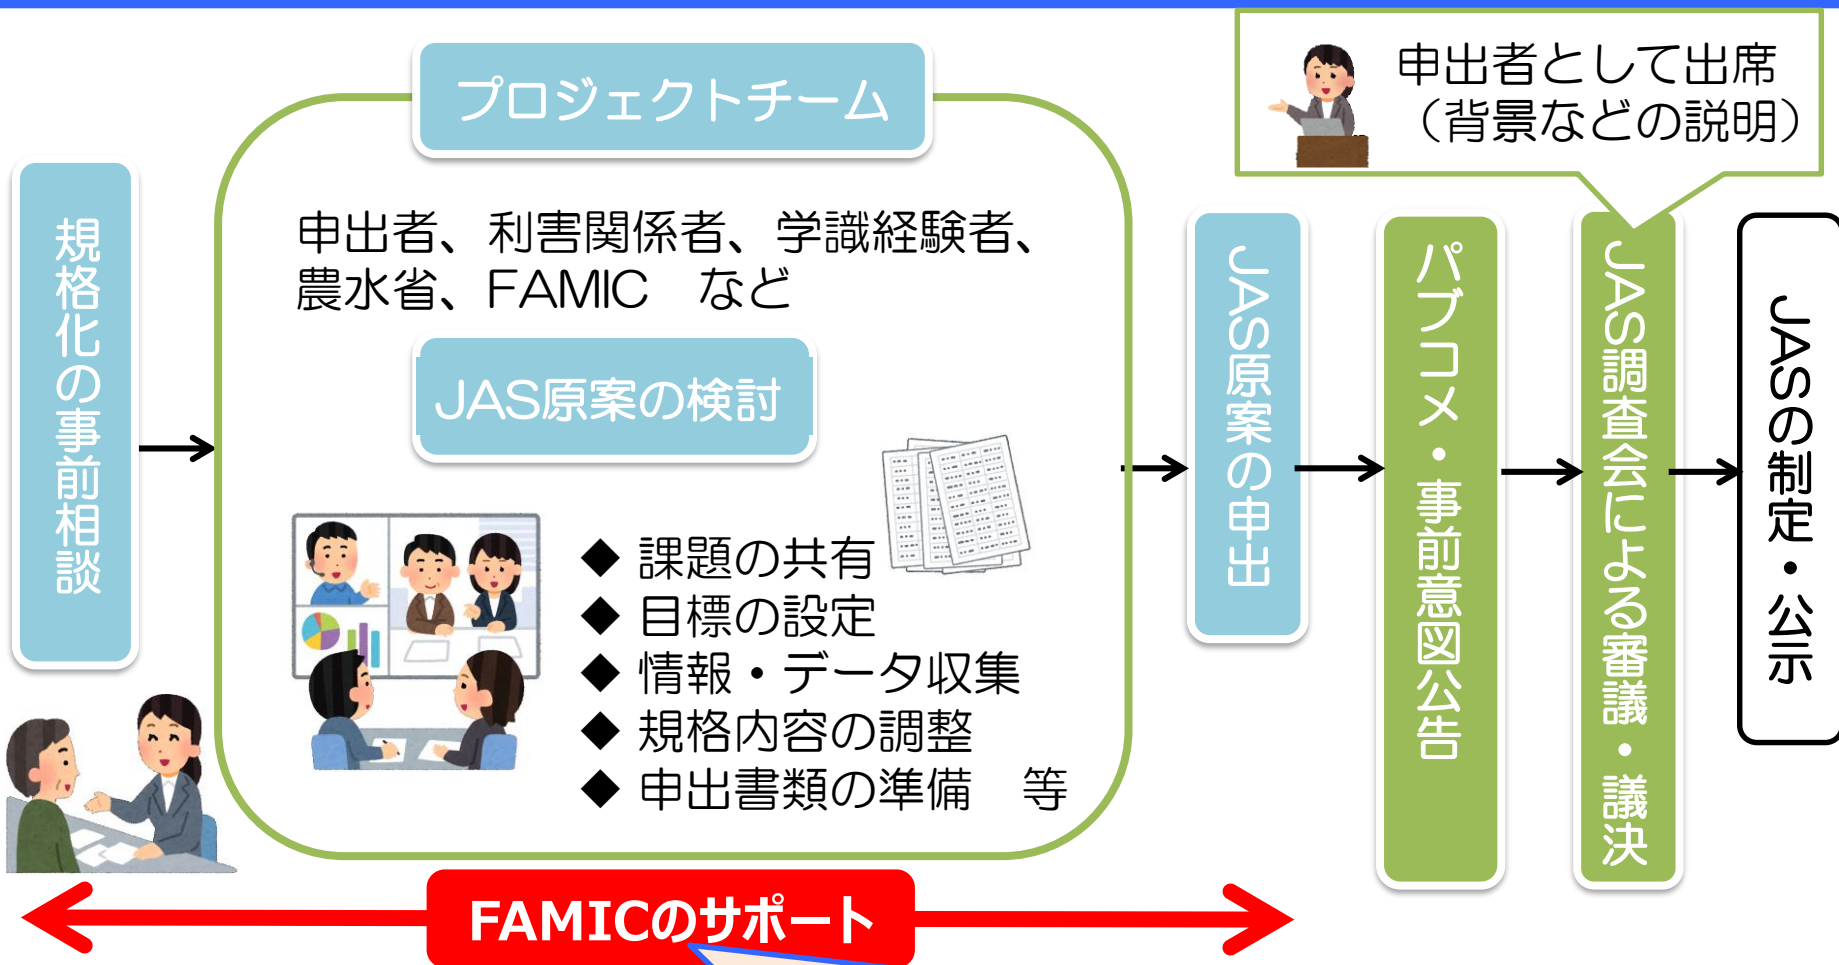 規格化の事前相談
プロジェクトチーム
申出者、利害関係者、学識経験者、
農水省、FAMIC　など
JAS原案の検討
◆ 課題の共有
◆ 目標の設定
◆ 情報・データ収集
◆ 規格内容の調整
◆ 申出書類の準備　等
JAS原案の申出
パブコメ・事前意図公告
申出者として出席
（背景などの説明）
JAS調査会による審議・議決
JASの制定・公示
FAMICのサポート